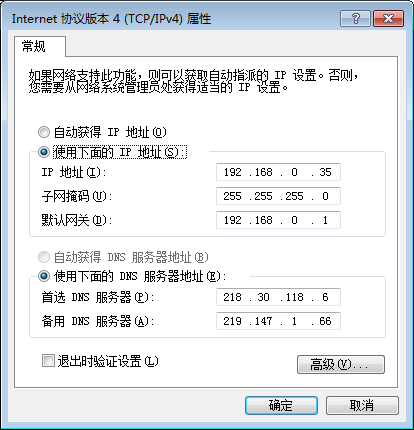 Internet 协议版本 4 (TCP/IPv4) 属性
常规
如果网络支持此功能，则可以获取自动指派的 IP 设置。否则，
您需要从网络系统管理员处获得适当的 IP 设置。
自动获得 IP 地址(O)
使用下面的 IP 地址(S):
IP 地址(I): 192 . 168 . 0 . 35
子网掩码(U): 255 . 255 . 255 . 0
默认网关(D): 192 . 168 . 0 . 1
自动获得 DNS 服务器地址(B)
使用下面的 DNS 服务器地址(E):
首选 DNS 服务器(P): 218 . 30 . 118 . 6
备用 DNS 服务器(A): 219 . 147 . 1 . 66
退出时验证设置(L)
高级(V)...
确定 取消